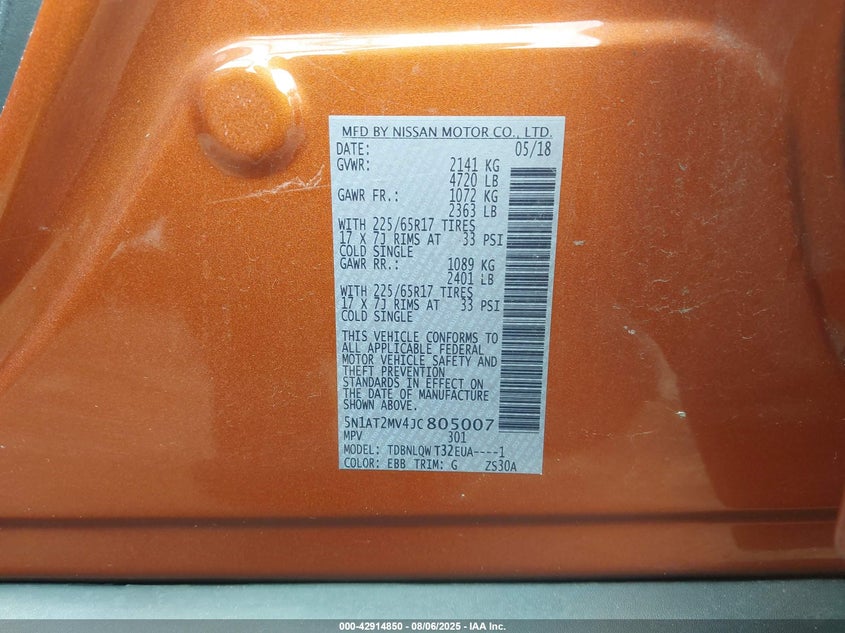 MFD BY NISSAN MOTOR CO., LTD.
DATE: 05/18
GVWR: 2141 KG
4720 LB
GAWR FR.: 1072 KG
2363 LB
WITH 225/65R17 TIRES
17 X 7J RIMS AT 33 PSI
COLD SINGLE
GAWR RR.: 1089 KG
2401 LB
WITH 225/65R17 TIRES
17 X 7J RIMS AT 33 PSI
COLD SINGLE
THIS VEHICLE CONFORMS TO
ALL APPLICABLE FEDERAL
MOTOR VEHICLE SAFETY AND
THEFT PREVENTION
STANDARDS IN EFFECT ON
THE DATE OF MANUFACTURE
SHOWN ABOVE.
5N1AT2MV4JC805007
MPV 301
MODEL: TDBNLQW T32EUA----1
COLOR: EBB TRIM: G ZS30A
000-42914850 - 08/06/2025 - IAA Inc.